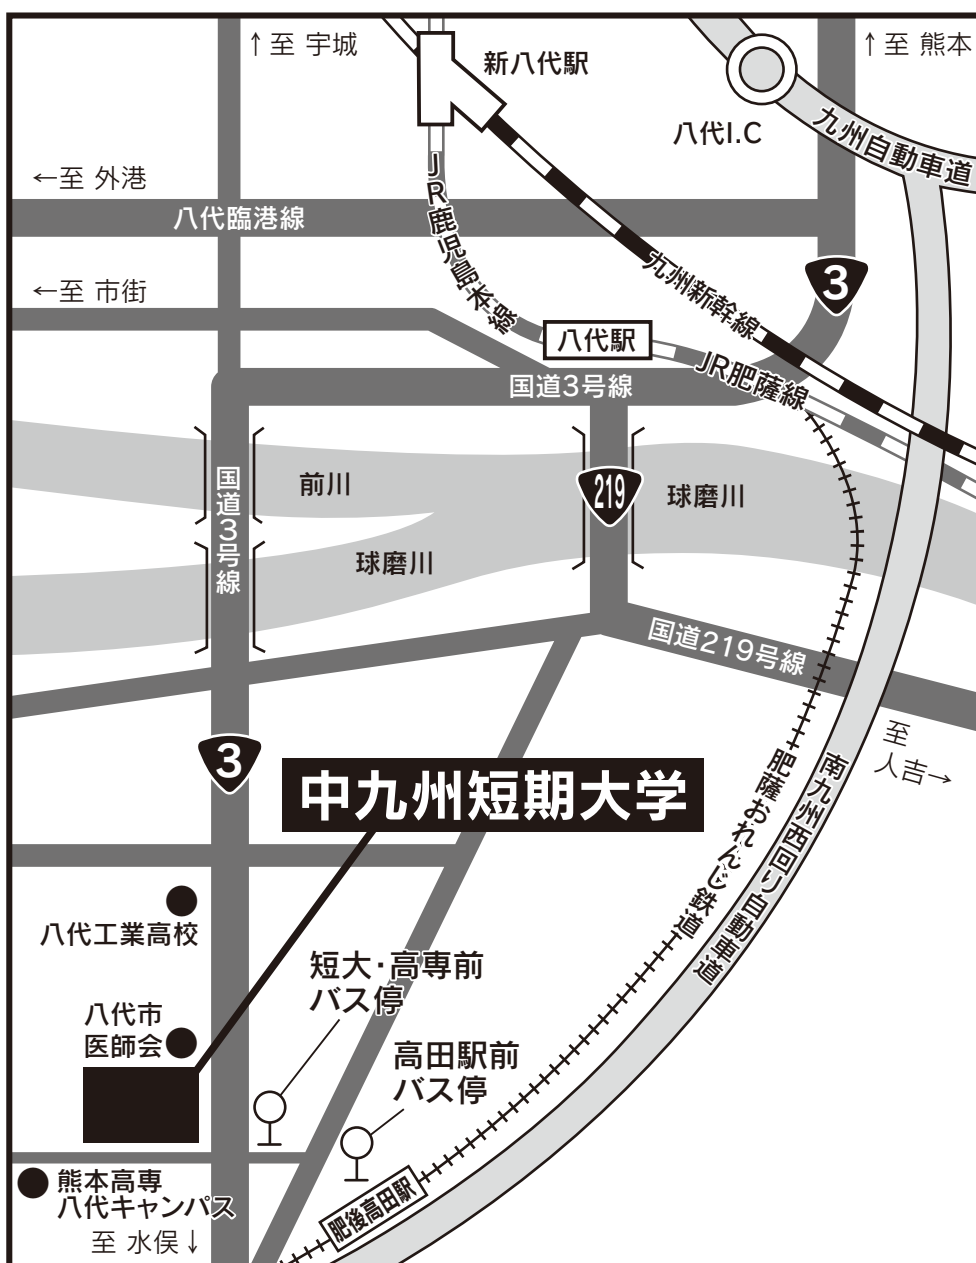 ↑至 宇城
新八代駅
↑至 熊本
八代I.C
九州自動車道
←至 外港
JR鹿児島本線
八代臨港線
九州新幹線
3
←至 市街
八代駅
JR肥薩線
国道3号線
国道3号線
前川
219
球磨川
球磨川
国道219号線
3
至
人吉→
中九州短期大学
肥薩おれんじ鉄道
南九州西回り自動車道
八代工業高校
短大・高専前
バス停
八代市
医師会
高田駅前
バス停
熊本高専
八代キャンパス
肥後高田駅
至 水俣↓